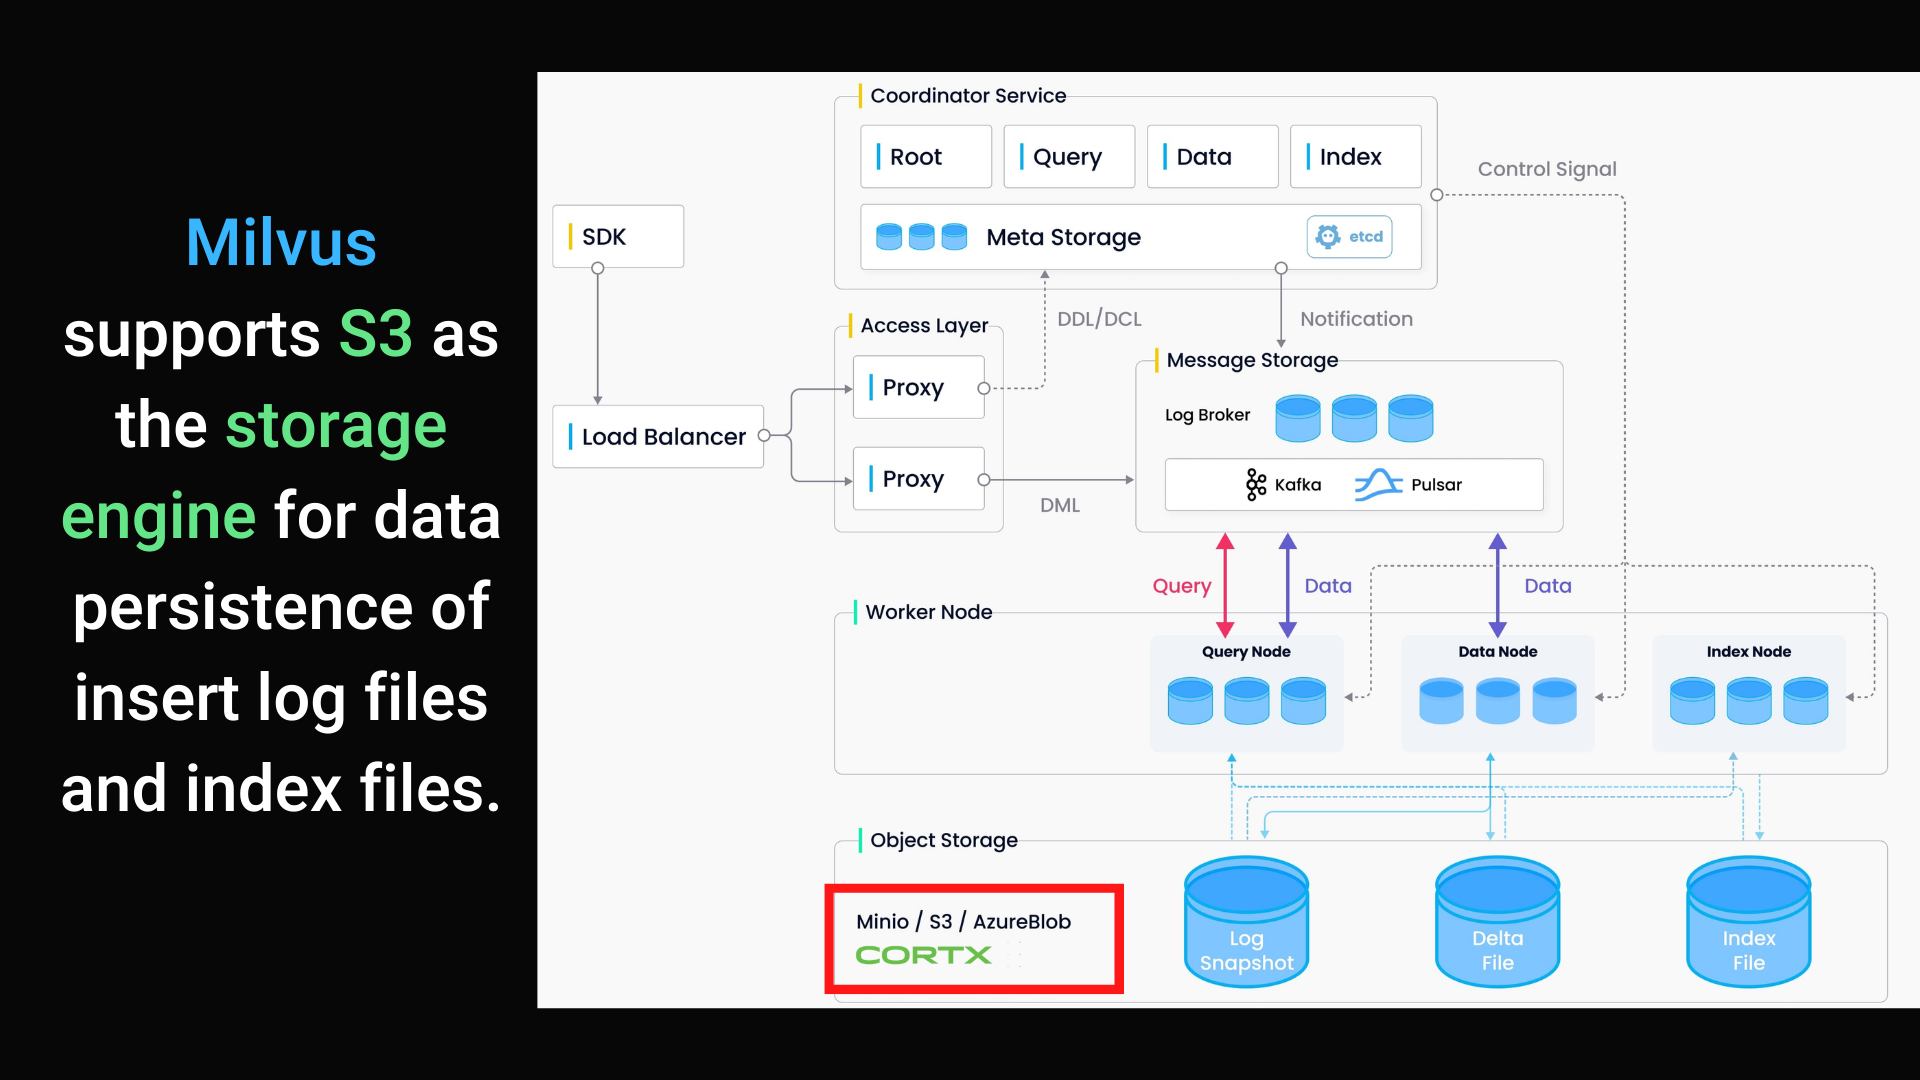 Milvus
supports S3 as
the storage
engine for data
persistence of
insert log files
and index files.
Coordinator Service
Root
Query
Data
Index
Control Signal
SDK
Meta Storage
etcd
DDL/DCL
Notification
Access Layer
Message Storage
Proxy
Log Broker
Load Balancer
Proxy
DML
Kafka
Pulsar
Query
Data
Data
Worker Node
Query Node
Data Node
Index Node
Object Storage
Minio / S3 / AzureBlob
CORTX
Log
Snapshot
Delta
File
Index
File